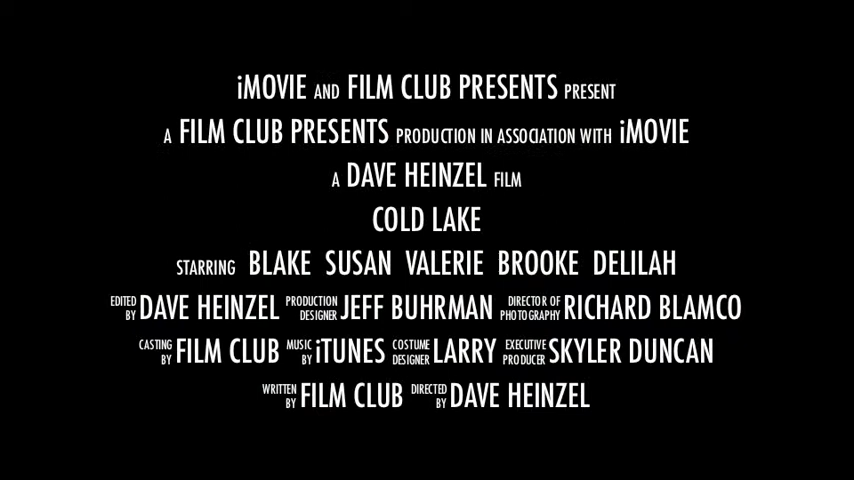 iMOVIE AND FILM CLUB PRESENTS PRESENT
A FILM CLUB PRESENTS PRODUCTION IN ASSOCIATION WITH iMOVIE
A DAVE HEINZEL FILM
COLD LAKE
STARRING BLAKE SUSAN VALERIE BROOKE DELILAH
EDITED BY DAVE HEINZEL PRODUCTION DESIGNER JEFF BUHRMAN DIRECTOR OF PHOTOGRAPHY RICHARD BLAMCO
CASTING BY FILM CLUB MUSIC BY iTUNES COSTUME DESIGNER LARRY EXECUTIVE PRODUCER SKYLER DUNCAN
WRITTEN BY FILM CLUB DIRECTED BY DAVE HEINZEL